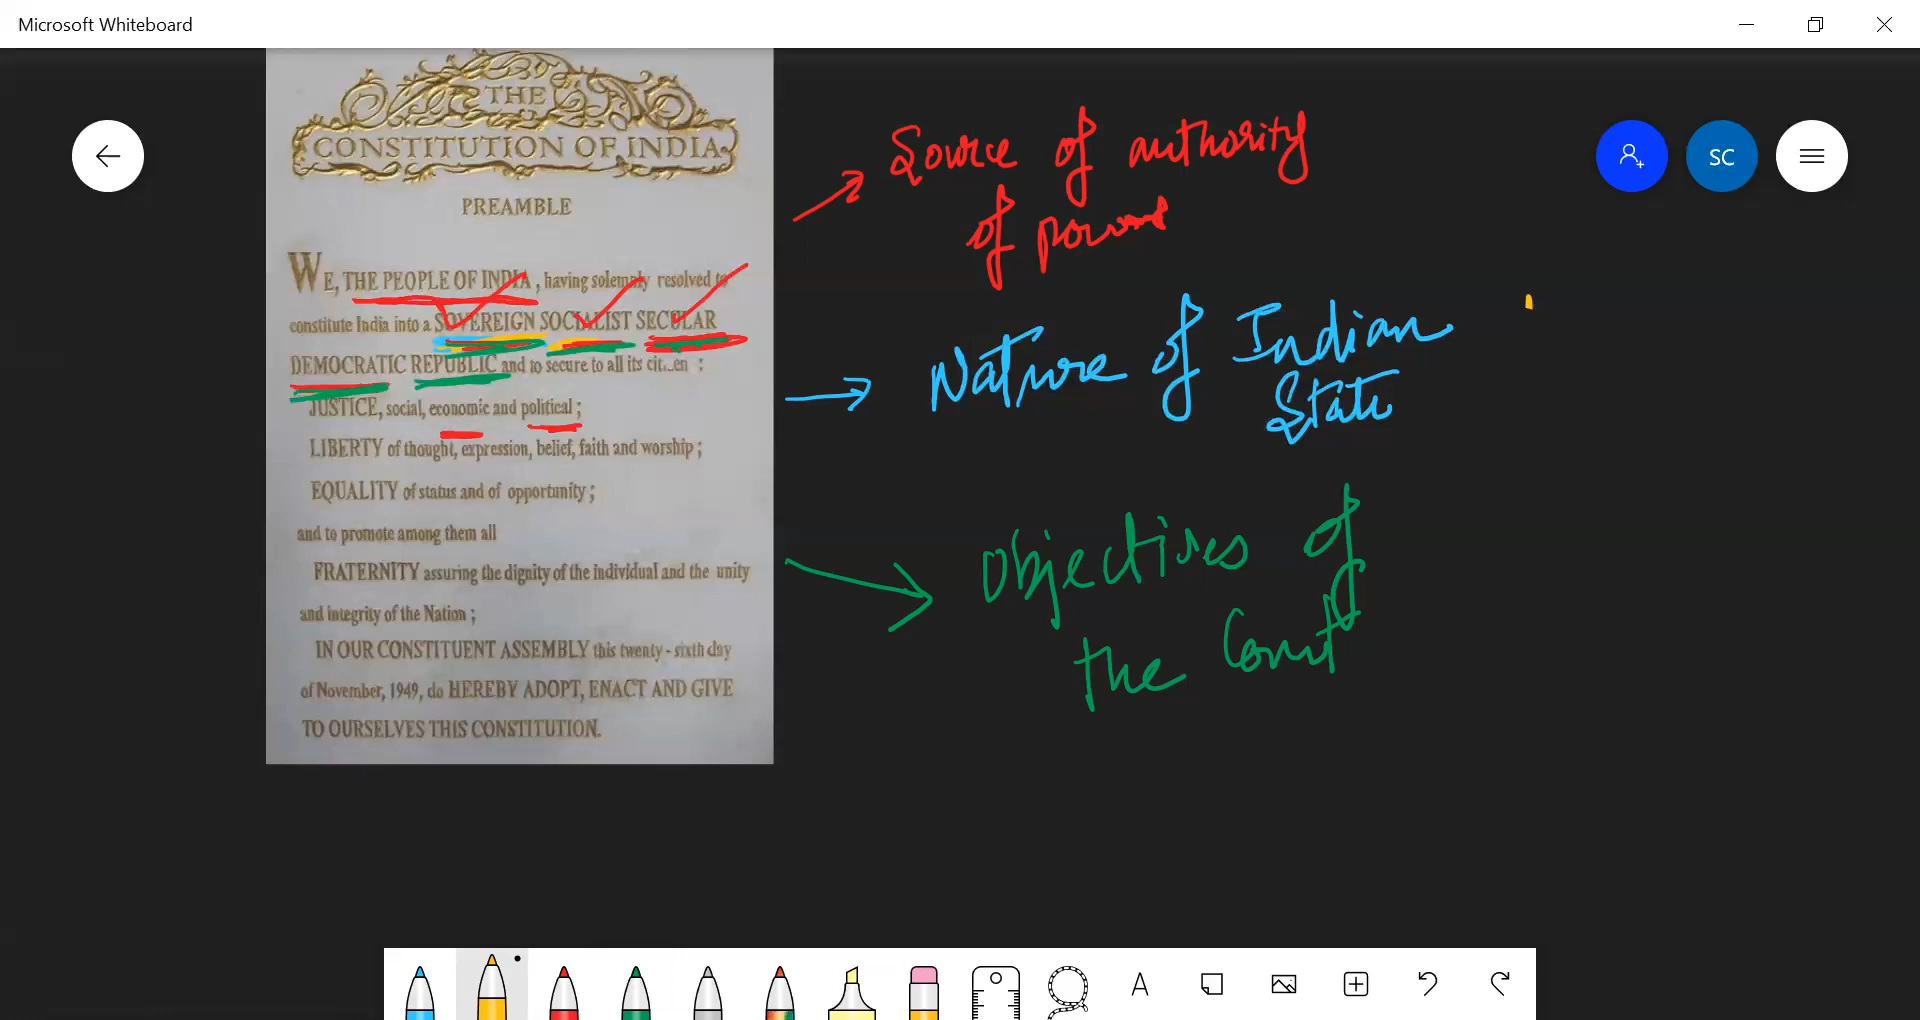 Microsoft Whiteboard
SC
THE
CONSTITUTION OF INDIA
PREAMBLE
WE, THE PEOPLE OF INDIA, having solemnly resolved to
constitute India into a SOVEREIGN SOCIALIST SECULAR
DEMOCRATIC REPUBLIC and to secure to all its cit...en :
JUSTICE, social, economic and political ;
LIBERTY of thought, expression, belief, faith and worship ;
EQUALITY of status and of opportunity ;
and to promote among them all
FRATERNITY assuring the dignity of the individual and the unity
and integrity of the Nation ;
IN OUR CONSTITUENT ASSEMBLY this twenty - sixth day
of November, 1949, do HEREBY ADOPT, ENACT AND GIVE
TO OURSELVES THIS CONSTITUTION.
Source of authority
of power
Nature of Indian
State
Objectives of
the Const
A